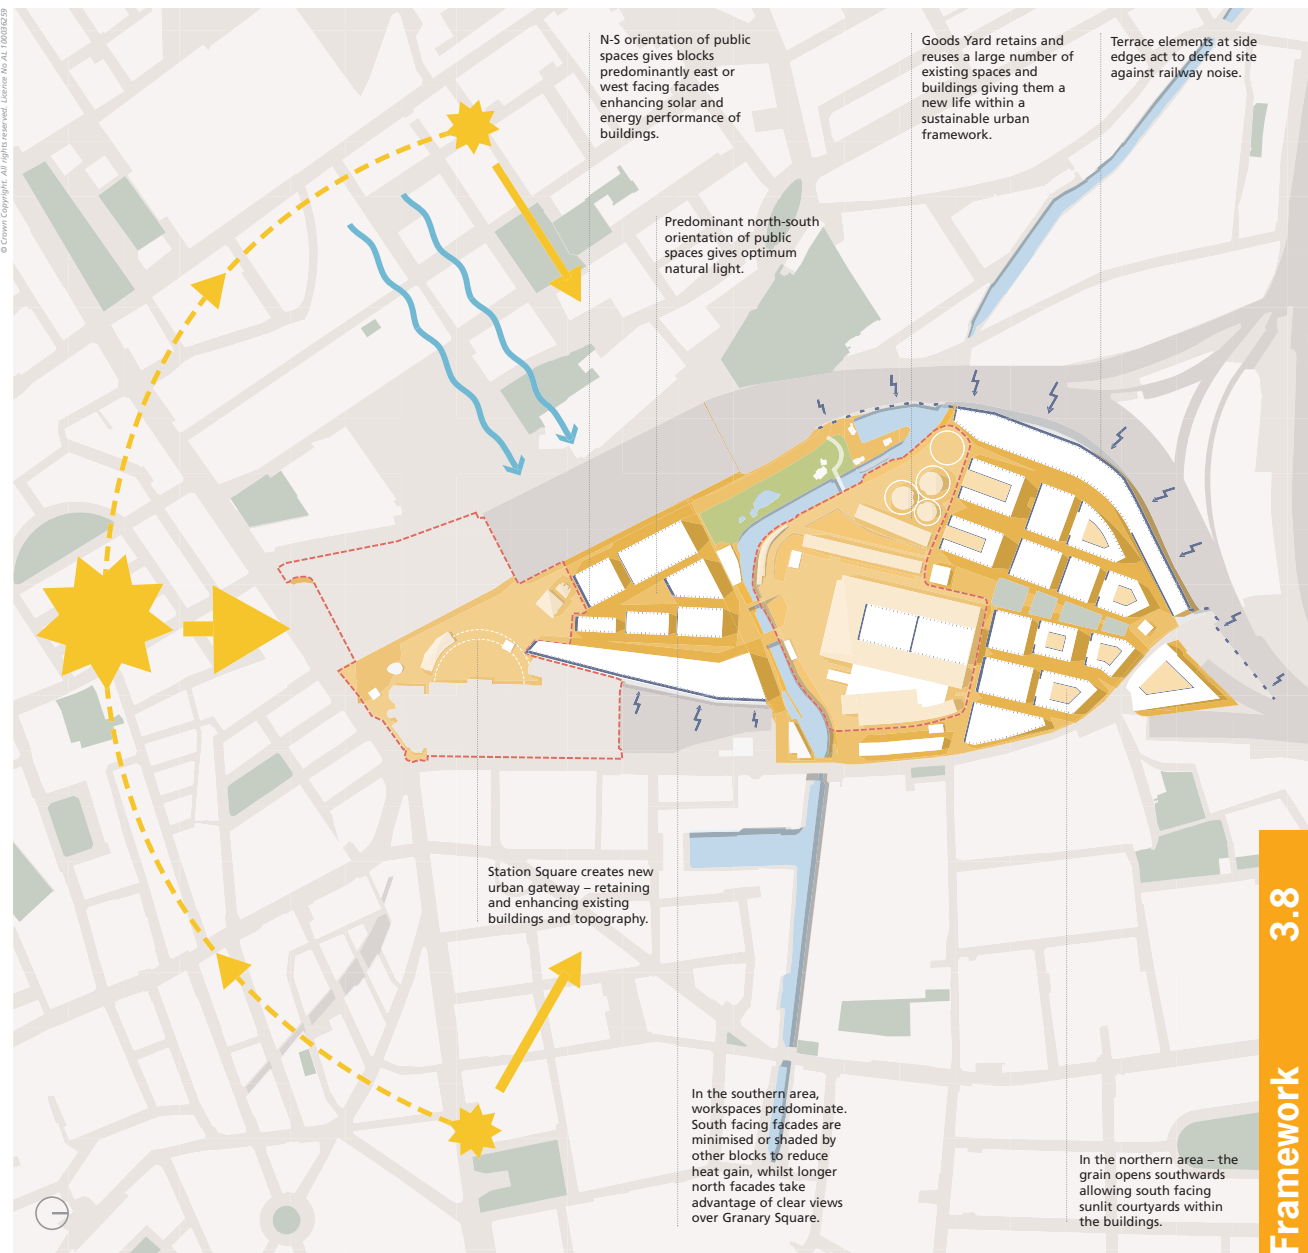 © Crown Copyright. All rights reserved. Licence No AL 100036259
N-S orientation of public
spaces gives blocks
predominantly east or
west facing facades
enhancing solar and
energy performance of
buildings.
Goods Yard retains and
reuses a large number of
existing spaces and
buildings giving them a
new life within a
sustainable urban
framework.
Terrace elements at side
edges act to defend site
against railway noise.
Predominant north-south
orientation of public
spaces gives optimum
natural light.
Station Square creates new
urban gateway – retaining
and enhancing existing
buildings and topography.
In the southern area,
workspaces predominate.
South facing facades are
minimised or shaded by
other blocks to reduce
heat gain, whilst longer
north facades take
advantage of clear views
over Granary Square.
In the northern area – the
grain opens southwards
allowing south facing
sunlit courtyards within
the buildings.
Framework 3.8